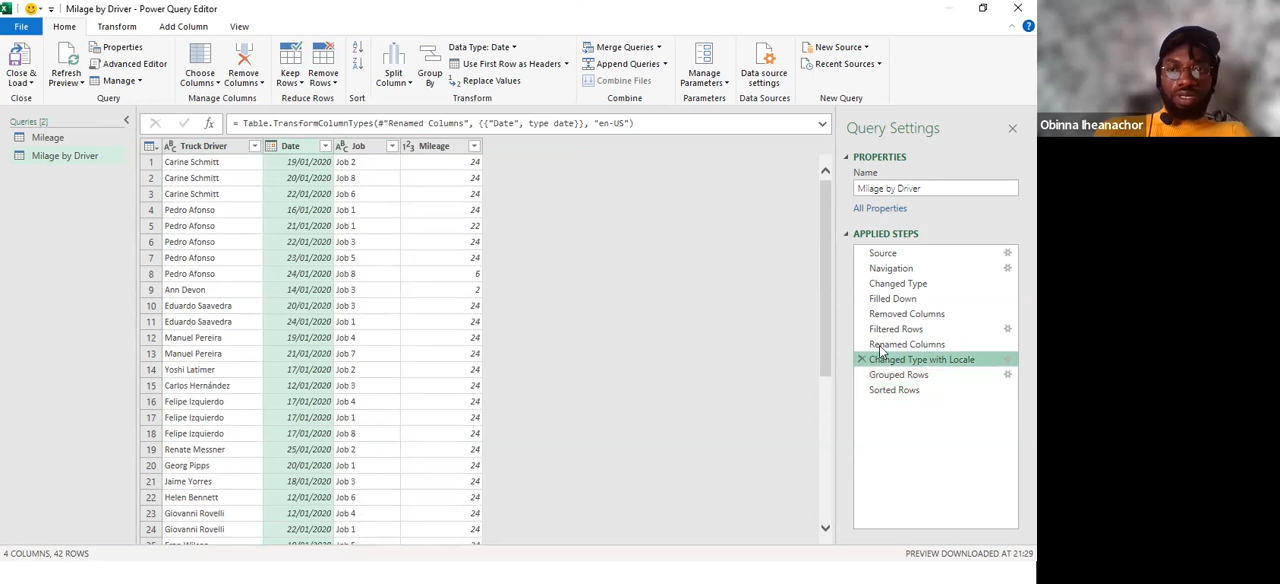 Milage by Driver - Power Query Editor
File Home Transform Add Column View
Close & Load
Close
Refresh Preview
Properties
Advanced Editor
Manage
Query
Choose Columns
Remove Columns
Manage Columns
Keep Rows
Remove Rows
Reduce Rows
Sort
Split Column
Group By
Data Type: Date
Use First Row as Headers
Replace Values
Transform
Merge Queries
Append Queries
Combine Files
Combine
Manage Parameters
Parameters
Data source settings
Data Sources
New Source
Recent Sources
New Query
Obinna Iheanachor
Queries [2]
Mileage
Milage by Driver
= Table.TransformColumnTypes(#"Renamed Columns", {{"Date", type date}}, "en-US")
Truck Driver Date Job Mileage
1 Carine Schmitt 19/01/2020 Job 2 24
2 Carine Schmitt 20/01/2020 Job 8 24
3 Carine Schmitt 22/01/2020 Job 6 24
4 Pedro Afonso 16/01/2020 Job 1 24
5 Pedro Afonso 21/01/2020 Job 1 22
6 Pedro Afonso 22/01/2020 Job 3 24
7 Pedro Afonso 23/01/2020 Job 5 24
8 Pedro Afonso 24/01/2020 Job 8 6
9 Ann Devon 14/01/2020 Job 3 2
10 Eduardo Saavedra 20/01/2020 Job 3 24
11 Eduardo Saavedra 24/01/2020 Job 1 24
12 Manuel Pereira 19/01/2020 Job 4 24
13 Manuel Pereira 21/01/2020 Job 7 24
14 Yoshi Latimer 17/01/2020 Job 2 24
15 Carlos Hernández 12/01/2020 Job 3 24
16 Felipe Izquierdo 17/01/2020 Job 4 24
17 Felipe Izquierdo 17/01/2020 Job 1 24
18 Felipe Izquierdo 17/01/2020 Job 8 24
19 Renate Messner 25/01/2020 Job 2 24
20 Georg Pipps 20/01/2020 Job 1 24
21 Jaime Yorres 18/01/2020 Job 3 24
22 Helen Bennett 12/01/2020 Job 6 24
23 Giovanni Rovelli 12/01/2020 Job 4 24
24 Giovanni Rovelli 22/01/2020 Job 1 24
Query Settings
PROPERTIES
Name
Milage by Driver
All Properties
APPLIED STEPS
Source
Navigation
Changed Type
Filled Down
Removed Columns
Filtered Rows
Renamed Columns
Changed Type with Locale
Grouped Rows
Sorted Rows
4 COLUMNS, 42 ROWS
PREVIEW DOWNLOADED AT 21:29